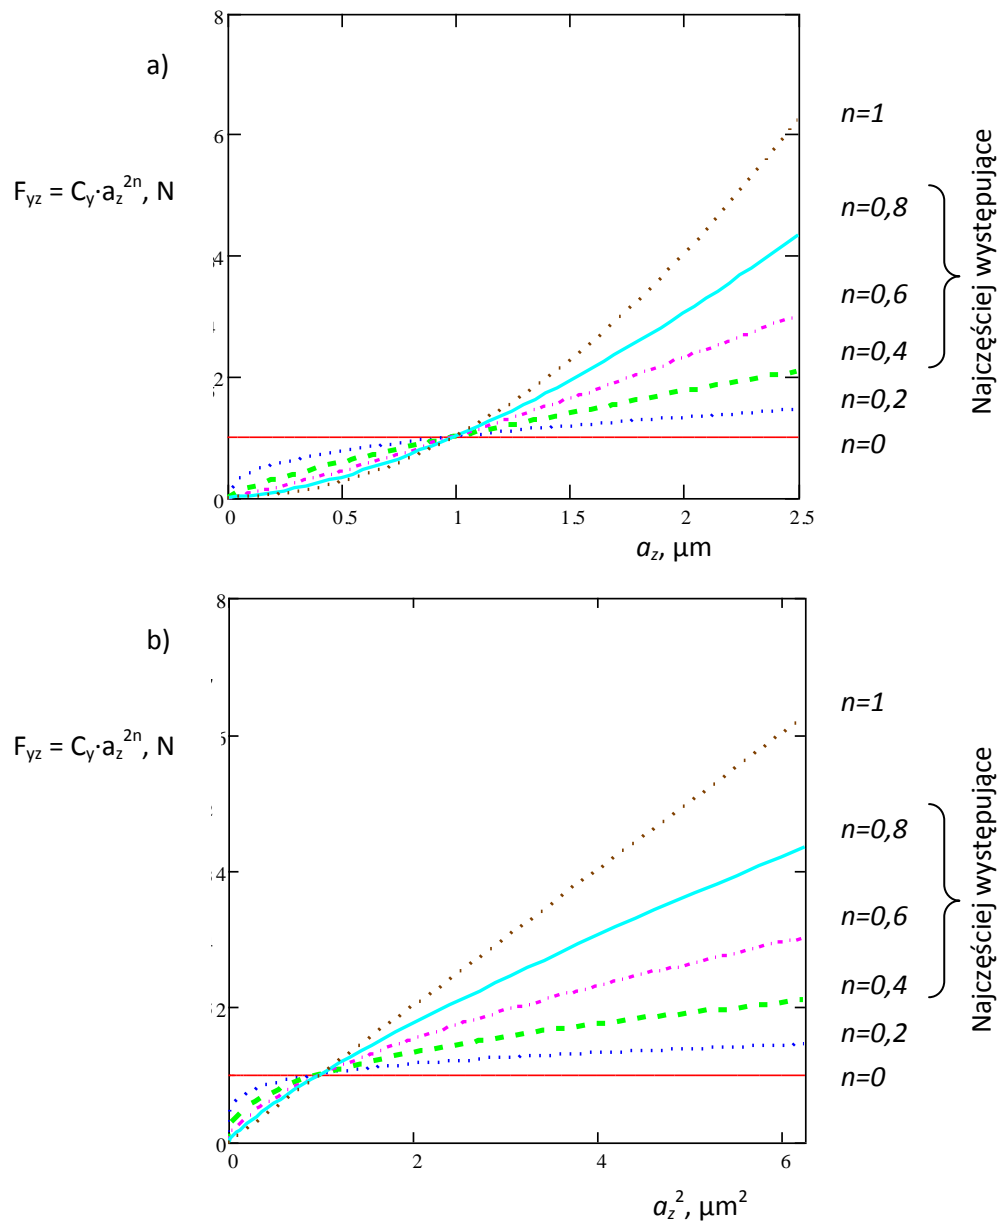 8
a)
n=1
6
F_yz = C_y·a_z^2n, N
n=0,8
4
n=0,6
n=0,4
2
n=0,2
n=0
0
0 0.5 1 1.5 2 2.5
a_z, µm
Najczęściej występujące
8
b)
n=1
F_yz = C_y·a_z^2n, N
n=0,8
4
n=0,6
n=0,4
2
n=0,2
n=0
0
0 2 4 6
a_z^2, µm^2
Najczęściej występujące